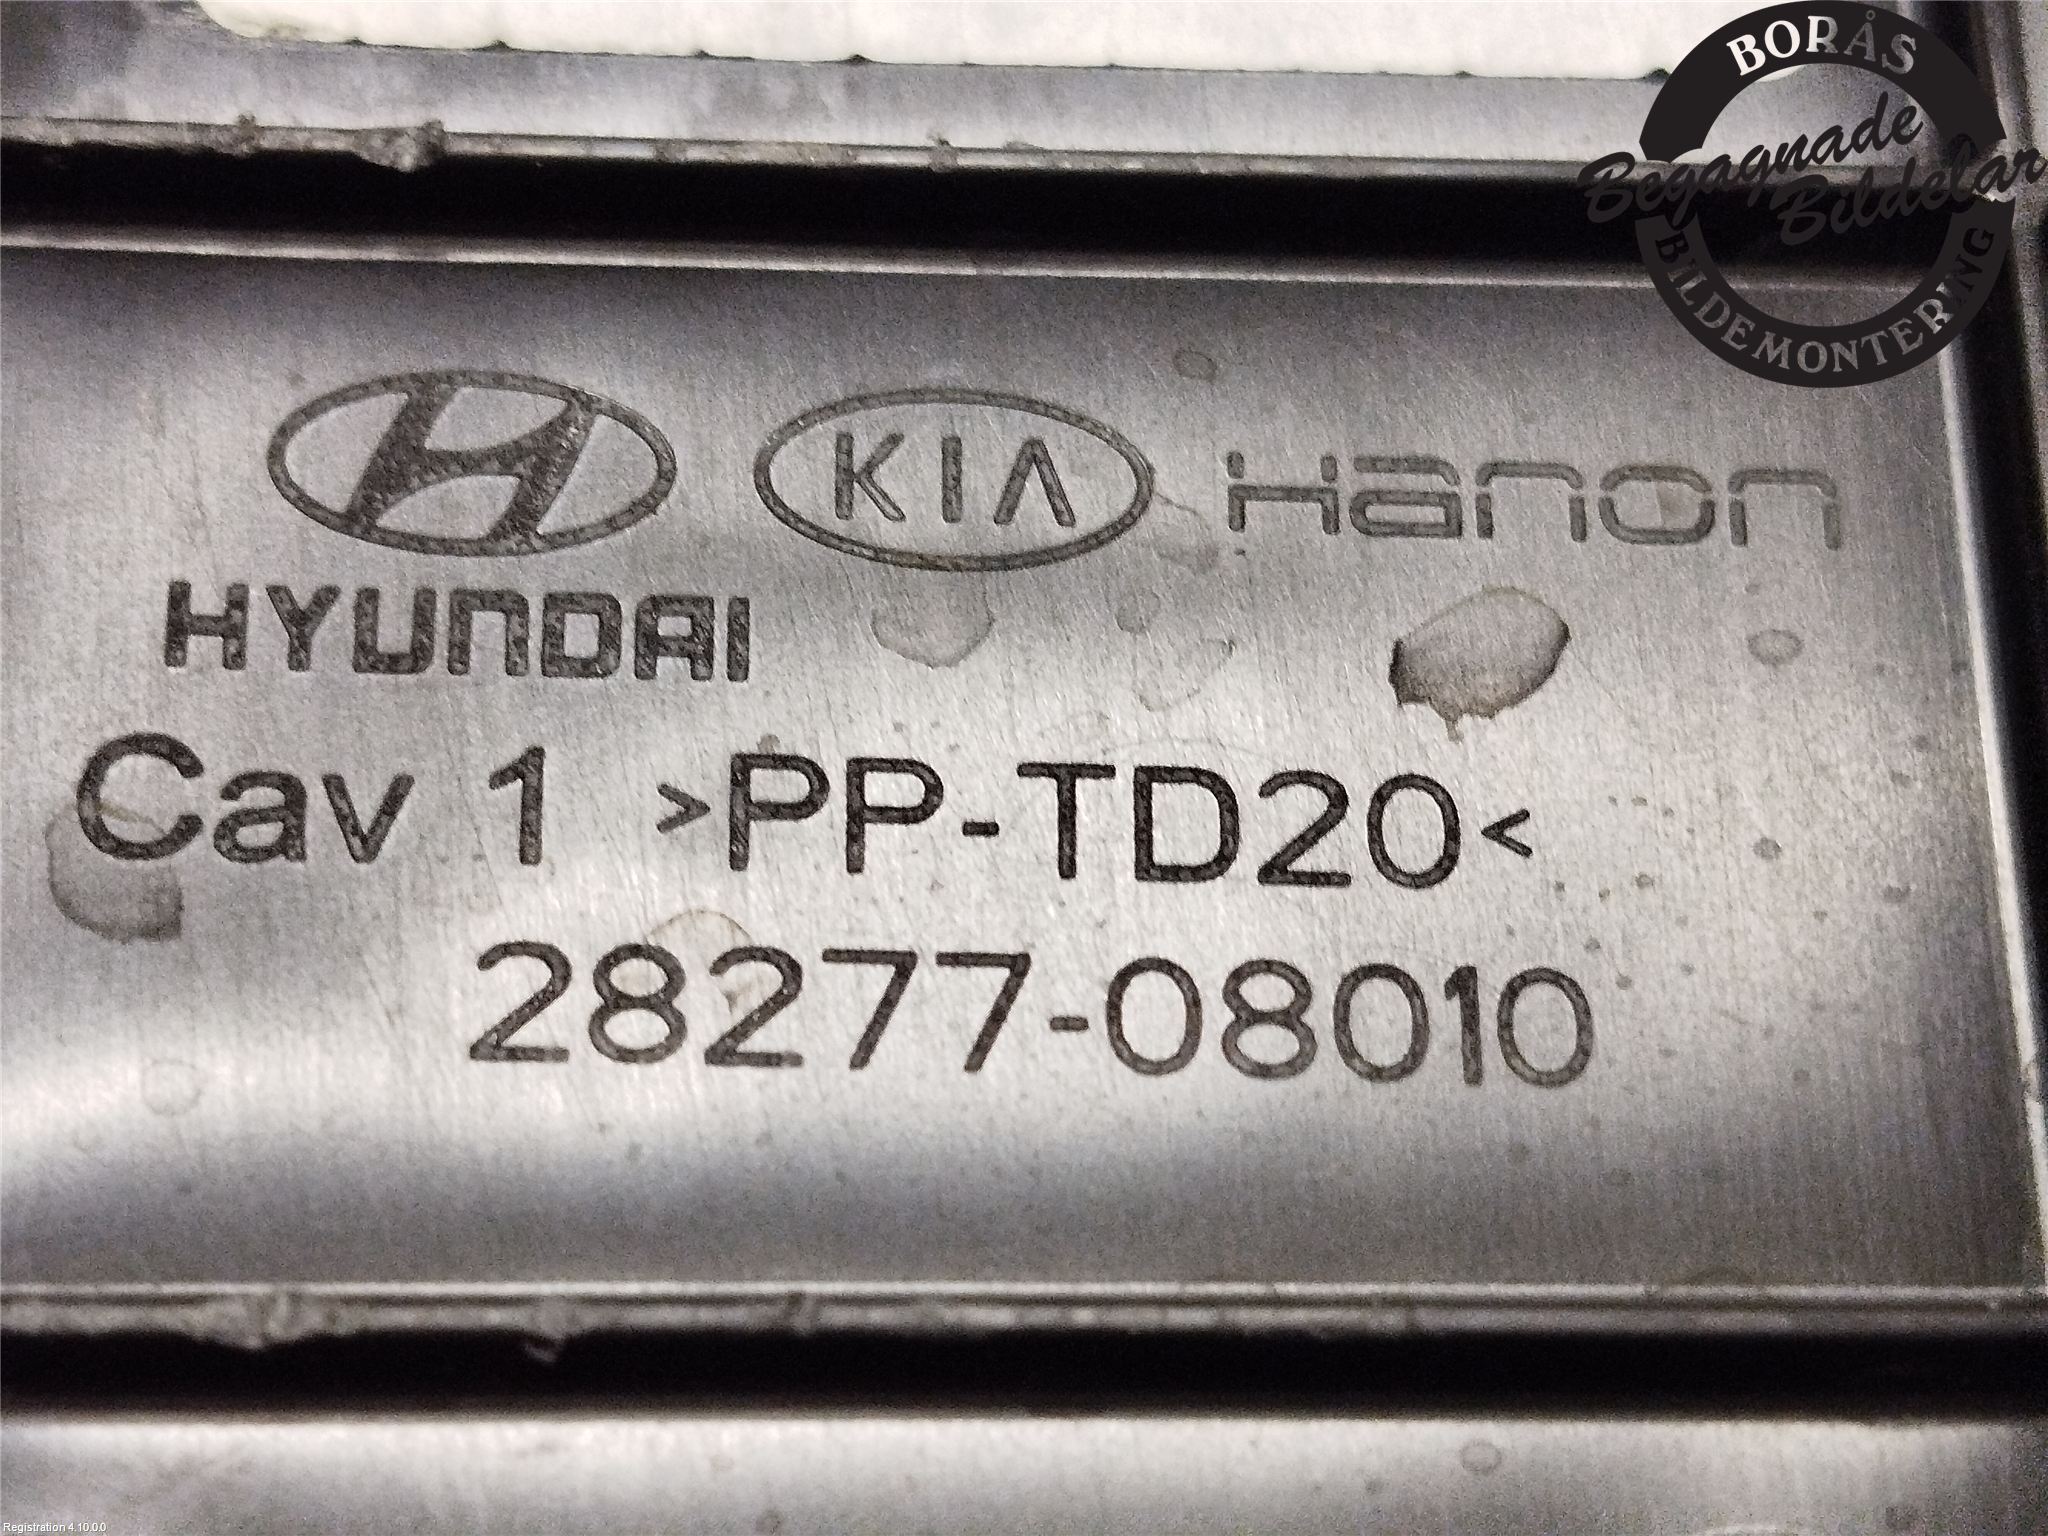 BORÅS
Begagnade
Bildelar
BILDEMONTERING
KIA
Hanon
HYUNDAI
Cav 1 >PP-TD20<
28277-08010
Registration 4.10.0.0